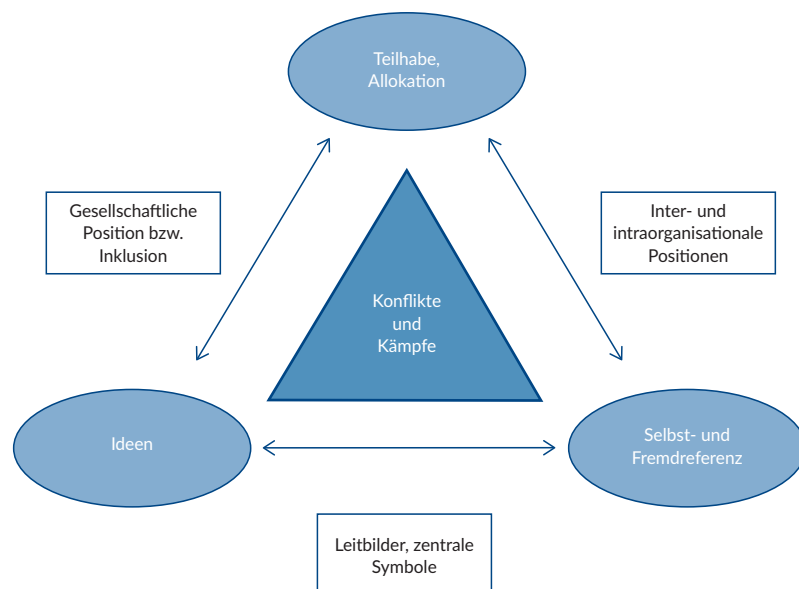 Teilhabe,
Allokation
Gesellschaftliche
Position bzw.
Inklusion
Inter- und
intraorganisationale
Positionen
Konflikte
und
Kämpfe
Ideen
Selbst- und
Fremdreferenz
Leitbilder, zentrale
Symbole